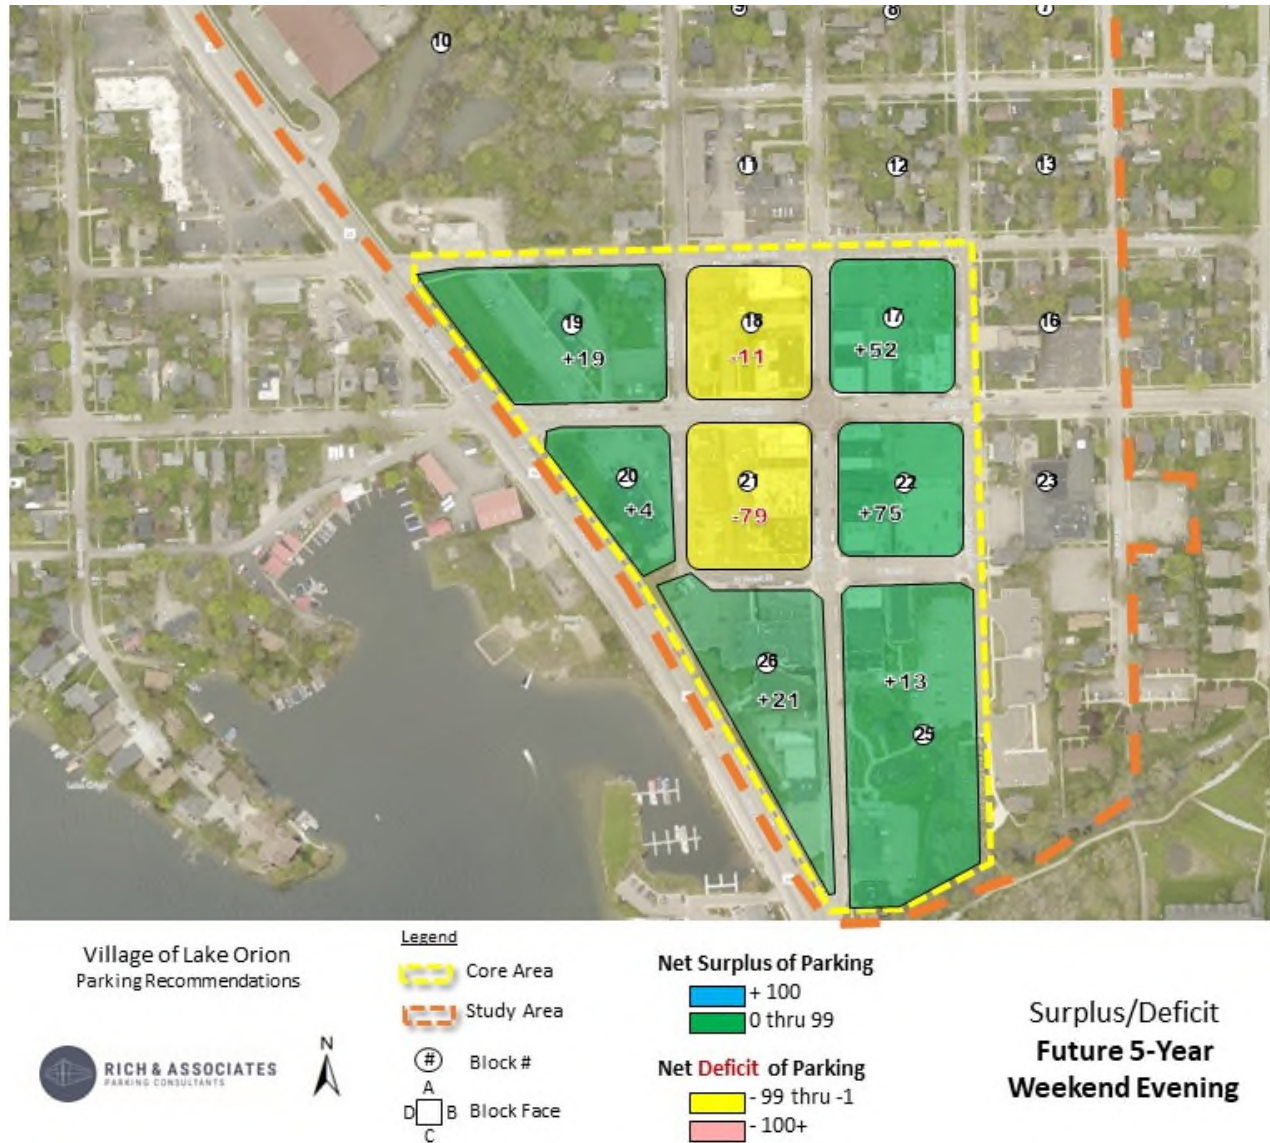 9
8
7
10
11
12
13
19
+19
18
-11
17
+52
16
20
+4
21
-79
22
+75
23
26
+21
+13
25
Village of Lake Orion
Parking Recommendations
N
RICH & ASSOCIATES
PARKING CONSULTANTS
Legend
Core Area
Study Area
# Block #
A
D B Block Face
C
Net Surplus of Parking
+ 100
0 thru 99
Net Deficit of Parking
- 99 thru -1
- 100+
Surplus/Deficit
Future 5-Year
Weekend Evening